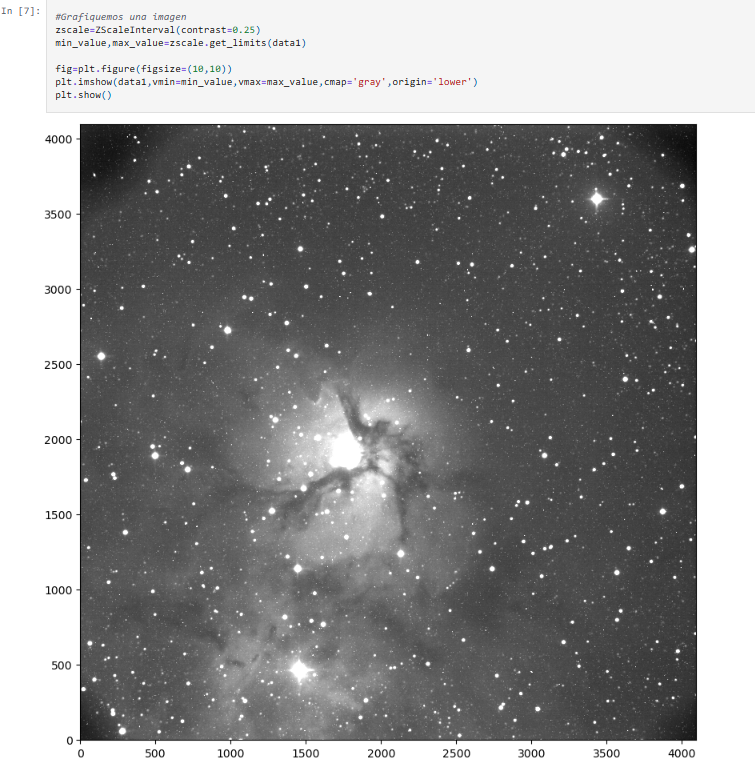 In [7]:
#Grafiquemos una imagen
zscale=ZScaleInterval(contrast=0.25)
min_value,max_value=zscale.get_limits(data1)
fig=plt.figure(figsize=(10,10))
plt.imshow(data1,vmin=min_value,vmax=max_value,cmap='gray',origin='lower')
plt.show()
4000
3500
3000
2500
2000
1500
1000
500
0
0 500 1000 1500 2000 2500 3000 3500 4000